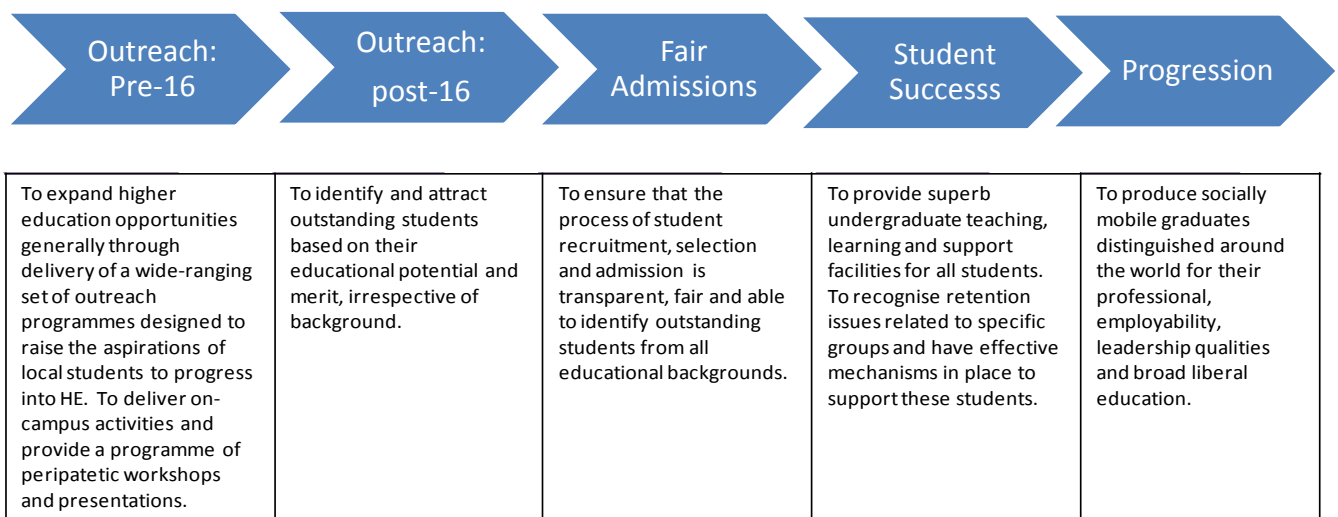 Outreach:
Pre-16
Outreach:
post-16
Fair
Admissions
Student
Successs
Progression
To expand higher
education opportunities
generally through
delivery of a wide-ranging
set of outreach
programmes designed to
raise the aspirations of
local students to progress
into HE. To deliver on-
campus activities and
provide a programme of
peripatetic workshops
and presentations.
To identify and attract
outstanding students
based on their
educational potential and
merit, irrespective of
background.
To ensure that the
process of student
recruitment, selection
and admission is
transparent, fair and able
to identify outstanding
students from all
educational backgrounds.
To provide superb
undergraduate teaching,
learning and support
facilities for all students.
To recognise retention
issues related to specific
groups and have effective
mechanisms in place to
support these students.
To produce socially
mobile graduates
distinguished around
the world for their
professional,
employability,
leadership qualities
and broad liberal
education.